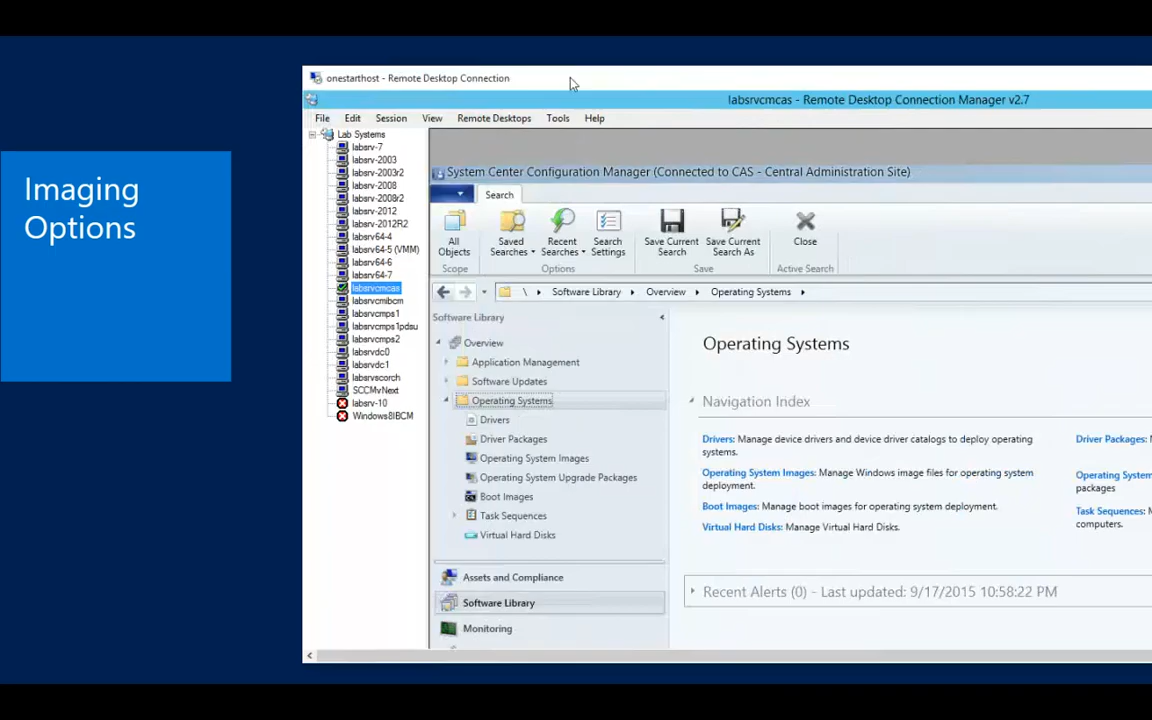 Imaging
Options
onestarthost - Remote Desktop Connection
labsrvcmcas - Remote Desktop Connection Manager v2.7
File Edit Session View Remote Desktops Tools Help
Lab Systems
labsrv-7
labsrv-2003
labsrv-2003r2
labsrv-2008
labsrv-2008r2
labsrv-2012
labsrv-2012R2
labsrv64-4
labsrv64-5 (VMM)
labsrv64-6
labsrv64-7
labsrvcmcas
labsrvcmibcm
labsrvcmps1
labsrvcmps1pdsu
labsrvcmps2
labsrvdc0
labsrvdc1
labsrvscorch
SCCMvNext
labsrv-10
Windows8IBCM
System Center Configuration Manager (Connected to CAS - Central Administration Site)
Search
All Objects
Saved Searches
Recent Searches
Search Settings
Save Current Search
Save Current Search As
Close
Scope Options Save Active Search
\ Software Library Overview Operating Systems
Software Library
Overview
Application Management
Software Updates
Operating Systems
Drivers
Driver Packages
Operating System Images
Operating System Upgrade Packages
Boot Images
Task Sequences
Virtual Hard Disks
Assets and Compliance
Software Library
Monitoring
Operating Systems
Navigation Index
Drivers: Manage device drivers and device driver catalogs to deploy operating
systems.
Operating System Images: Manage Windows image files for operating system
deployment.
Boot Images: Manage boot images for operating system deployment.
Virtual Hard Disks: Manage Virtual Hard Disks.
Driver Packages:
Operating System
packages
Task Sequences: M
computers.
Recent Alerts (0) - Last updated: 9/17/2015 10:58:22 PM